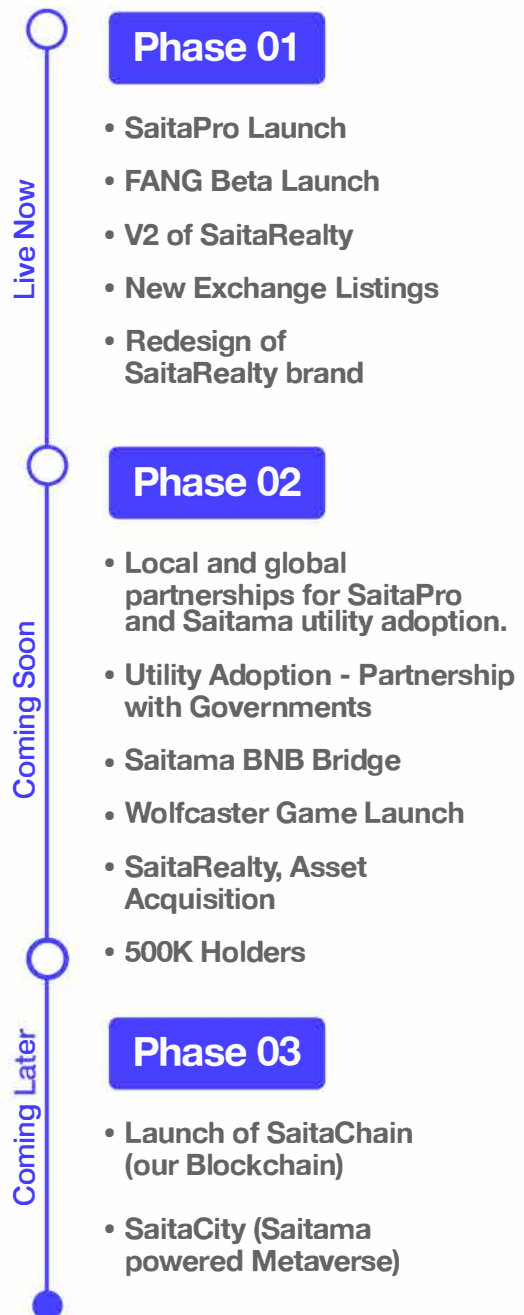 Phase 01
Live Now
• SaitaPro Launch
• FANG Beta Launch
• V2 of SaitaRealty
• New Exchange Listings
• Redesign of
SaitaRealty brand
Phase 02
Coming Soon
• Local and global
partnerships for SaitaPro
and Saitama utility adoption.
• Utility Adoption - Partnership
with Governments
• Saitama BNB Bridge
• Wolfcaster Game Launch
• SaitaRealty, Asset
Acquisition
• 500K Holders
Phase 03
Coming Later
• Launch of SaitaChain
(our Blockchain)
• SaitaCity (Saitama
powered Metaverse)